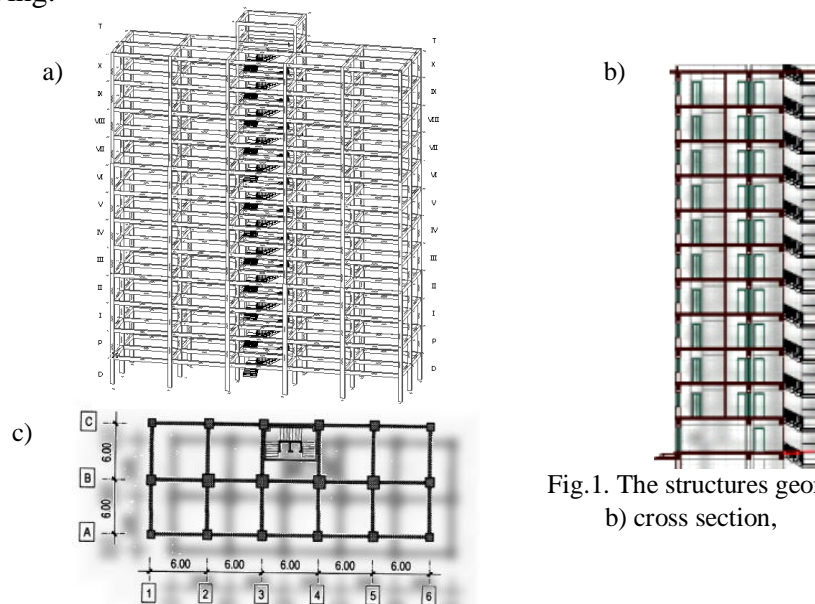 a)
T
X
IX
VIII
VII
VI
V
IV
III
II
I
P
D
T
X
IX
VIII
VII
VI
V
IV
III
II
I
P
D
b)
Fig.1. The structures geor
b) cross section,
c)
C
B
A
6.00
6.00
6.00 6.00 6.00 6.00 6.00
1 2 3 4 5 6